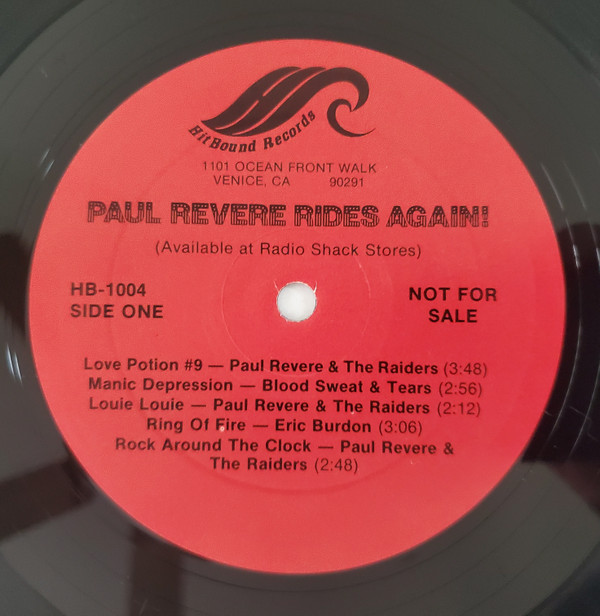 HitBound Records
1101 OCEAN FRONT WALK
VENICE, CA 90291
PAUL REVERE RIDES AGAIN!
(Available at Radio Shack Stores)
HB-1004
SIDE ONE
NOT FOR
SALE
Love Potion #9 — Paul Revere & The Raiders (3:48)
Manic Depression — Blood Sweat & Tears (2:56)
Louie Louie — Paul Revere & The Raiders (2:12)
Ring Of Fire — Eric Burdon (3:06)
Rock Around The Clock — Paul Revere &
The Raiders (2:48)